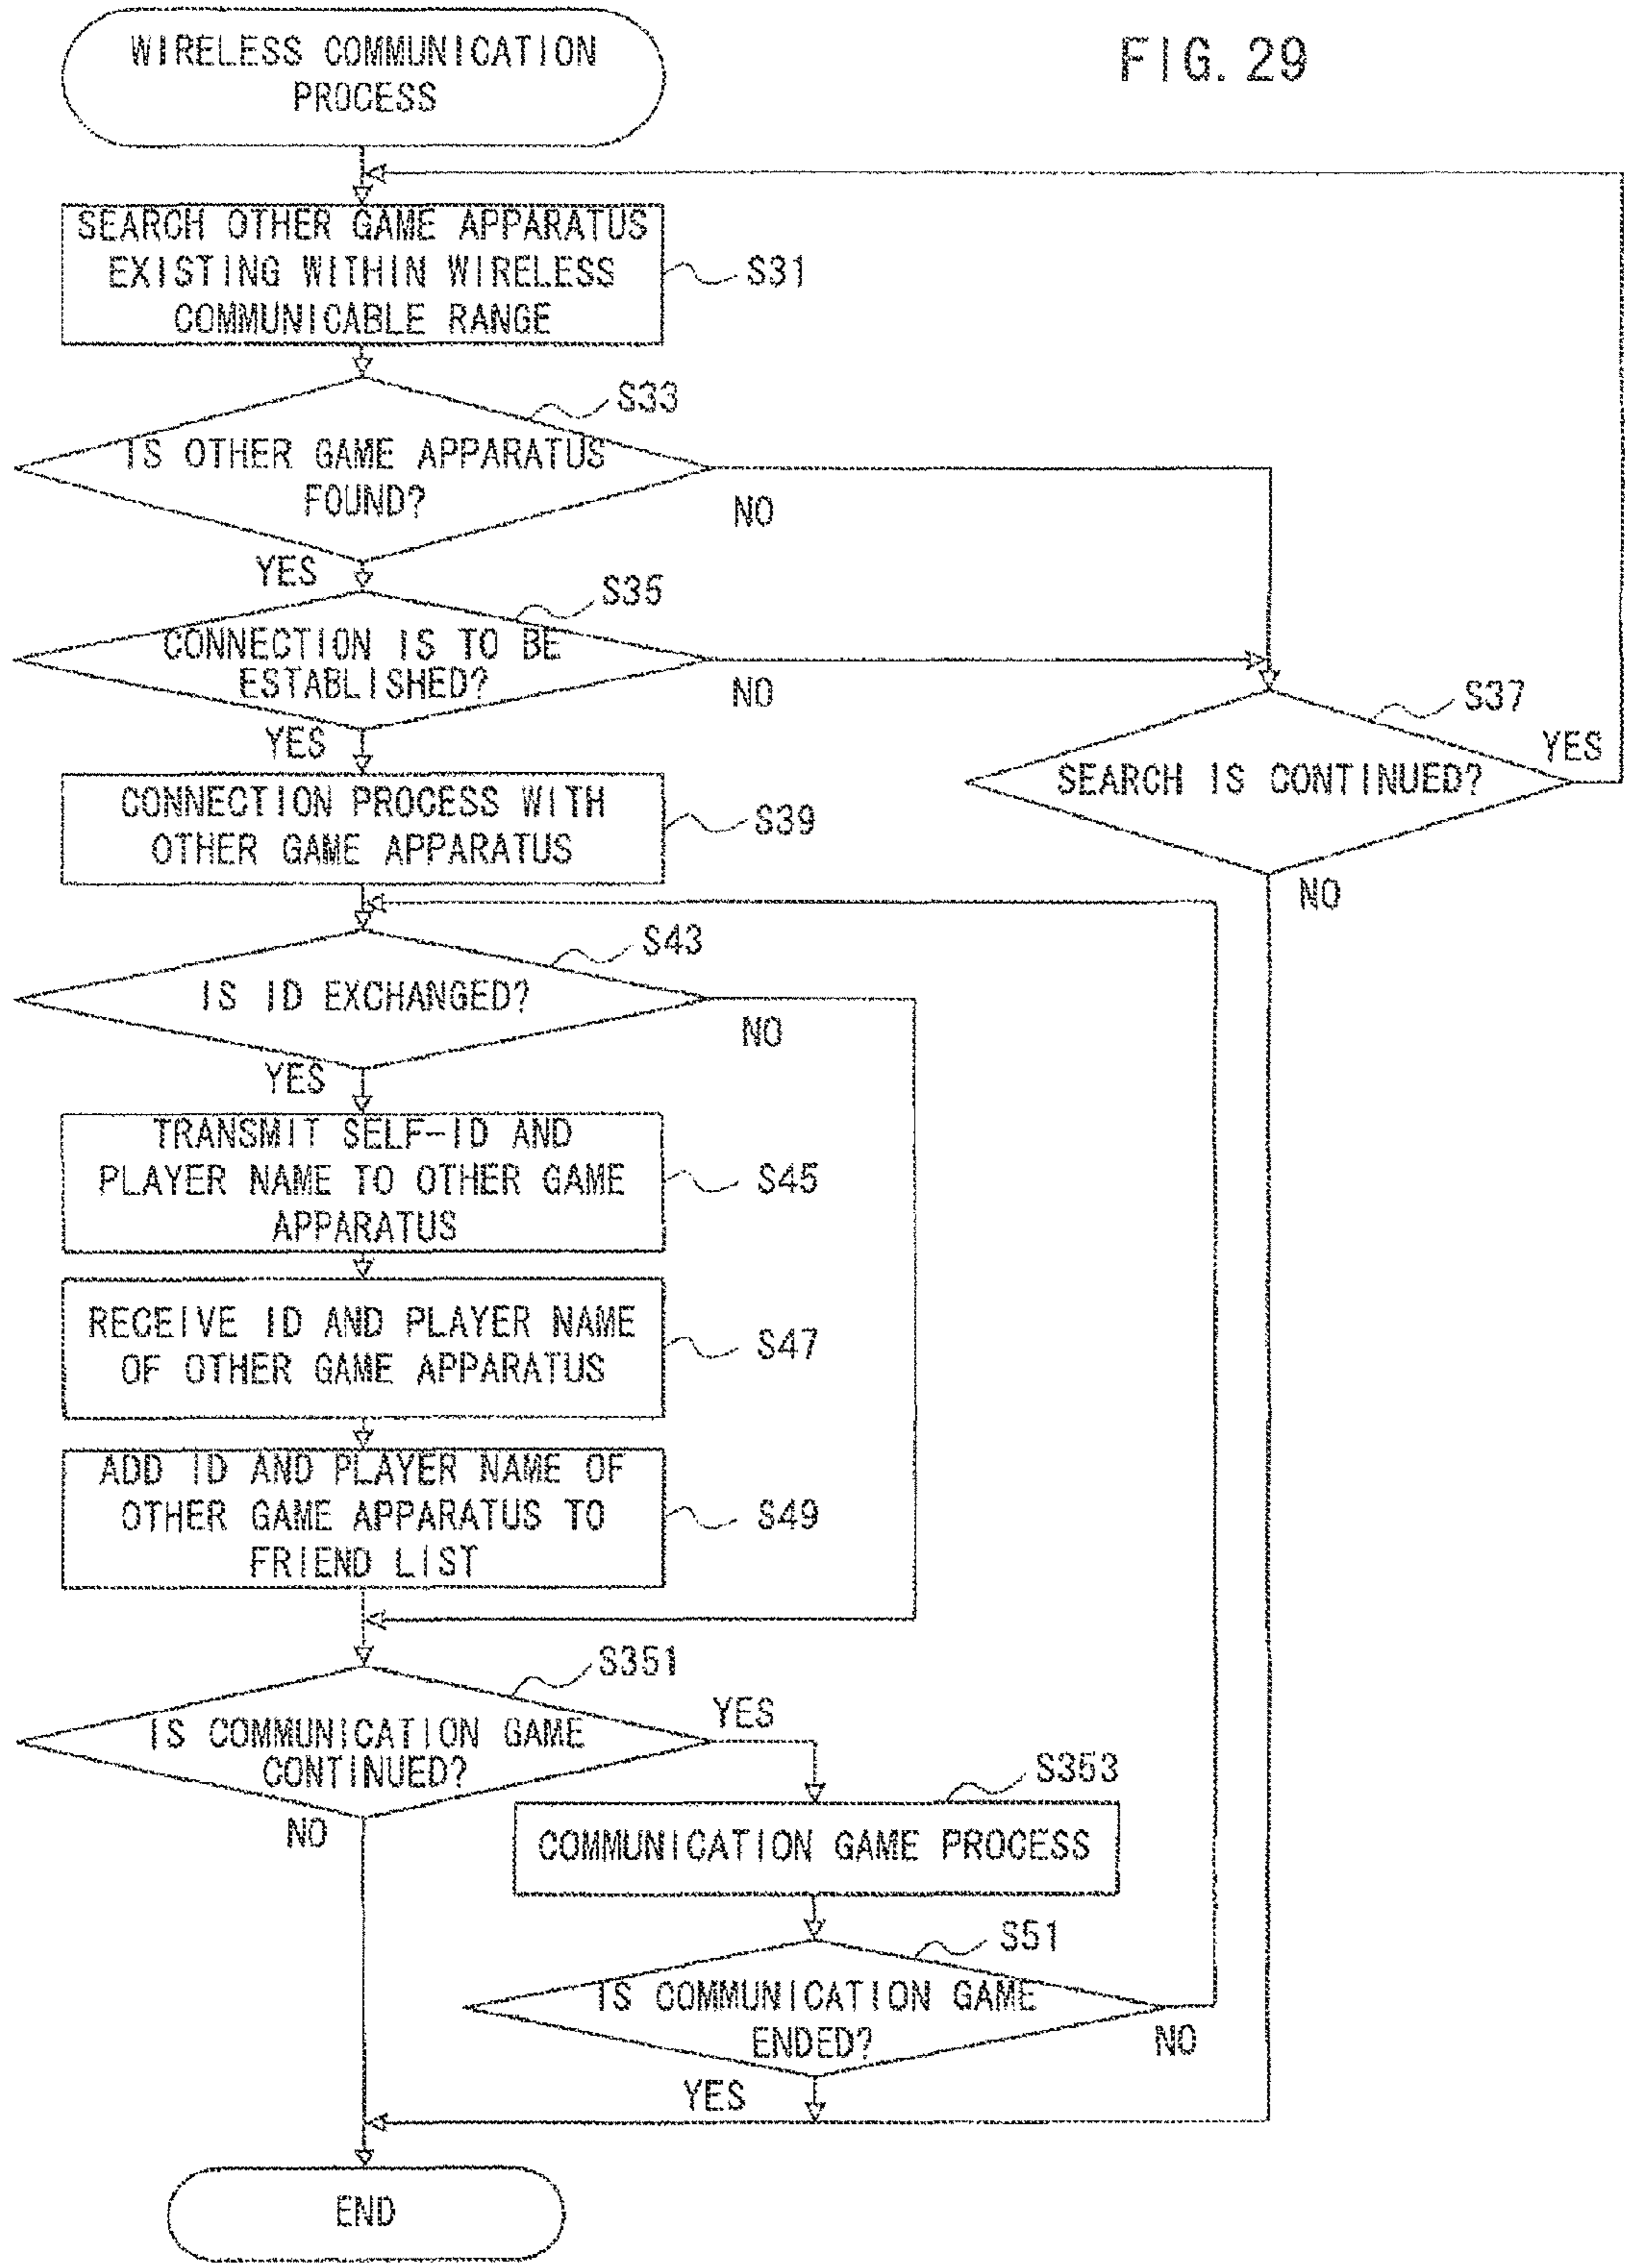 FIG. 29
WIRELESS COMMUNICATION
PROCESS
SEARCH OTHER GAME APPARATUS
EXISTING WITHIN WIRELESS
COMMUNICABLE RANGE
S31
S33
IS OTHER GAME APPARATUS
FOUND?
NO
YES
S35
CONNECTION IS TO BE
ESTABLISHED?
NO
YES
S37
SEARCH IS CONTINUED?
YES
NO
CONNECTION PROCESS WITH
OTHER GAME APPARATUS
S39
S43
IS ID EXCHANGED?
NO
YES
TRANSMIT SELF-ID AND
PLAYER NAME TO OTHER GAME
APPARATUS
S45
RECEIVE ID AND PLAYER NAME
OF OTHER GAME APPARATUS
S47
ADD ID AND PLAYER NAME OF
OTHER GAME APPARATUS TO
FRIEND LIST
S49
S351
IS COMMUNICATION GAME
CONTINUED?
YES
NO
S353
COMMUNICATION GAME PROCESS
S51
IS COMMUNICATION GAME
ENDED?
NO
YES
END